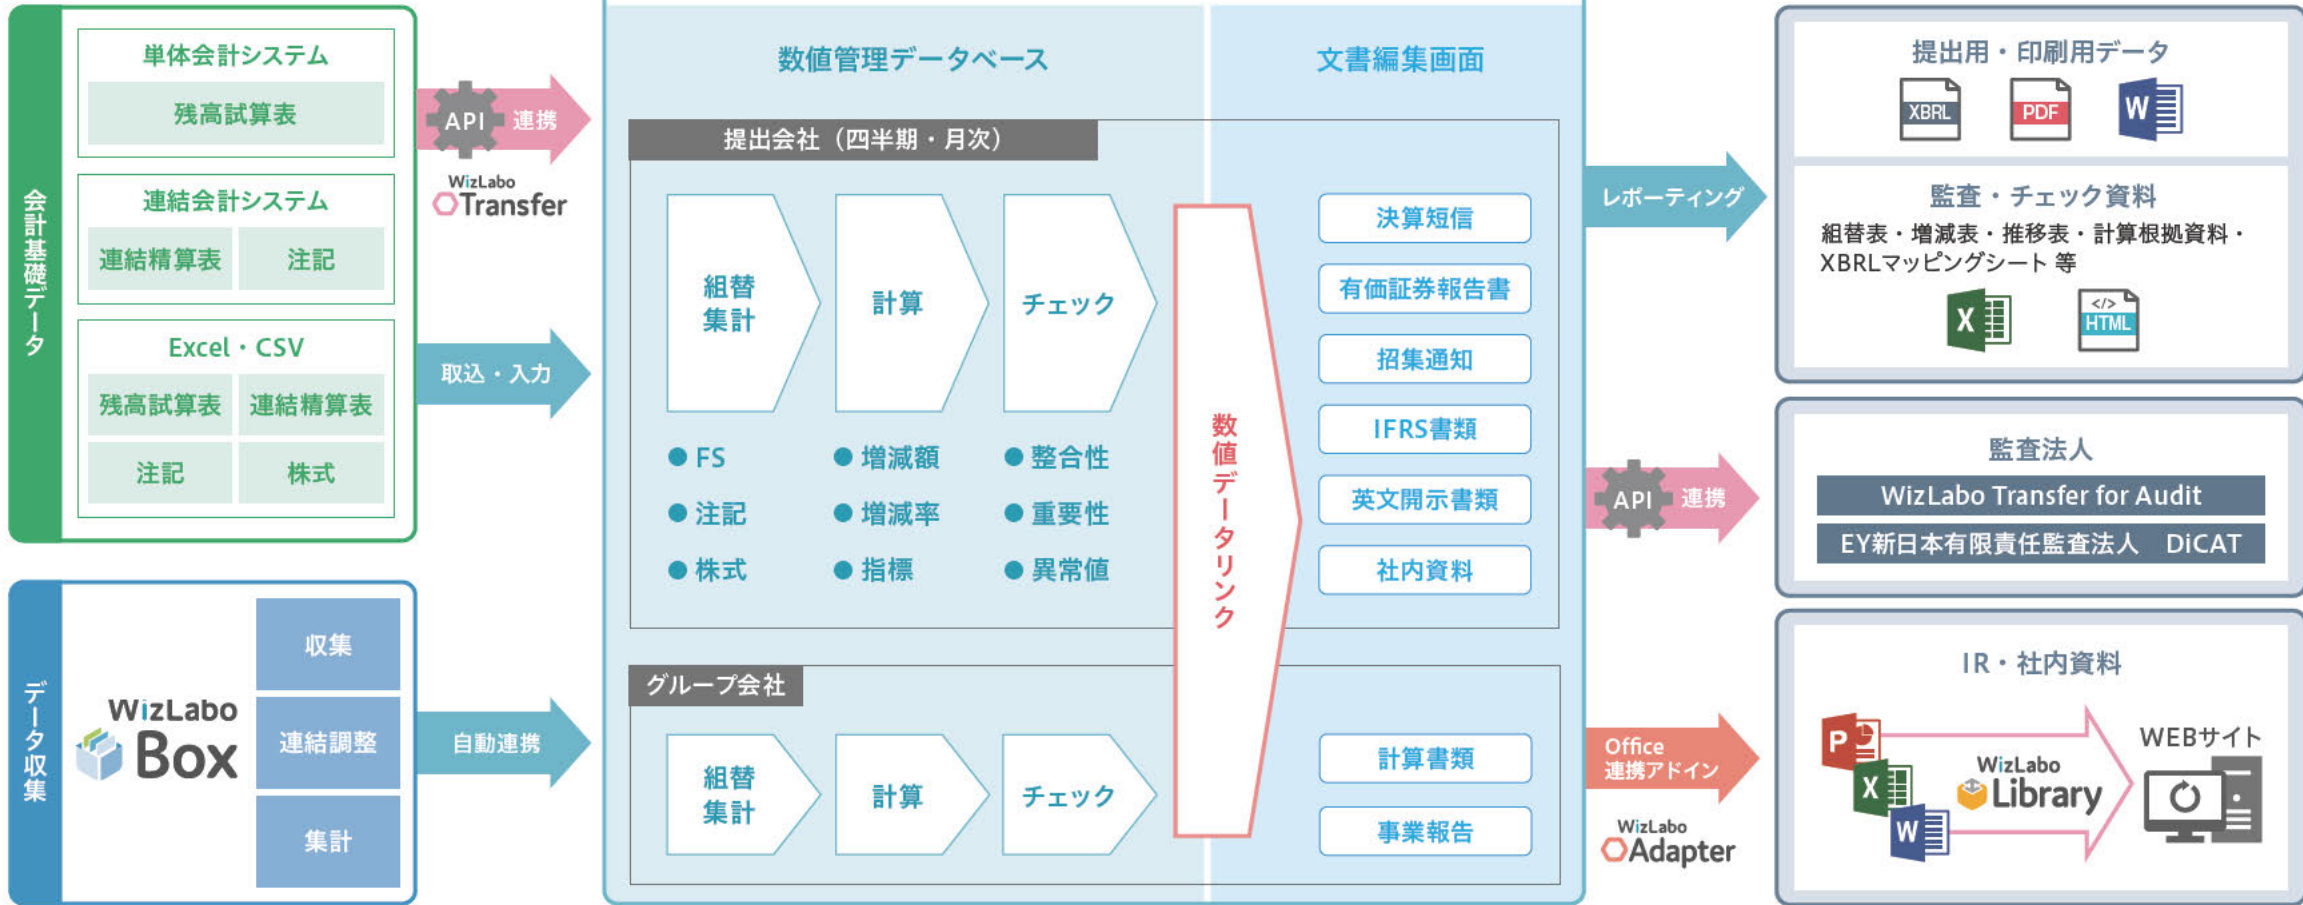 会計基礎データ
単体会計システム
残高試算表
連結会計システム
連結精算表
注記
Excel・CSV
残高試算表
連結精算表
注記
株式
API 連携
WizLabo
Transfer
取込・入力
データ収集
WizLabo
Box
収集
連結調整
集計
自動連携
数値管理データベース
文書編集画面
提出会社（四半期・月次）
組替
集計
計算
チェック
● FS
● 注記
● 株式
● 増減額
● 増減率
● 指標
● 整合性
● 重要性
● 異常値
数値データリンク
決算短信
有価証券報告書
招集通知
IFRS書類
英文開示書類
社内資料
グループ会社
組替
集計
計算
チェック
計算書類
事業報告
レポーティング
提出用・印刷用データ
XBRL
PDF
W
監査・チェック資料
組替表・増減表・推移表・計算根拠資料・
XBRLマッピングシート 等
X
</>
HTML
API 連携
監査法人
WizLabo Transfer for Audit
EY新日本有限責任監査法人 DiCAT
Office
連携アドイン
WizLabo
Adapter
IR・社内資料
P
X
W
WizLabo
Library
WEBサイト